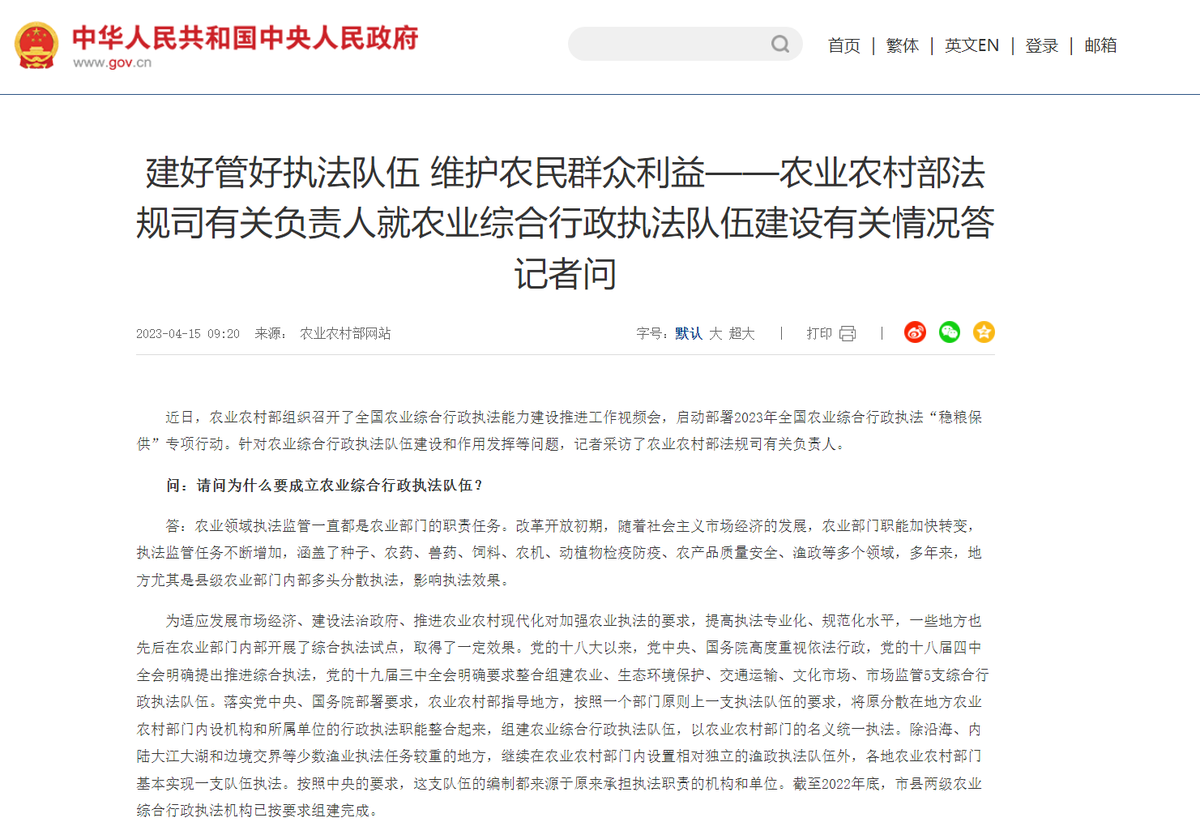 中华人民共和国中央人民政府
www.gov.cn
首页 | 繁体 | 英文EN | 登录 | 邮箱
建好管好执法队伍 维护农民群众利益——农业农村部法
规司有关负责人就农业综合行政执法队伍建设有关情况答
记者问
2023-04-15 09:20 来源： 农业农村部网站 字号：默认 大 超大 | 打印 |
近日，农业农村部组织召开了全国农业综合行政执法能力建设推进工作视频会，启动部署2023年全国农业综合行政执法“稳粮保
供”专项行动。针对农业综合行政执法队伍建设和作用发挥等问题，记者采访了农业农村部法规司有关负责人。
问：请问为什么要成立农业综合行政执法队伍？
答：农业领域执法监管一直都是农业部门的职责任务。改革开放初期，随着社会主义市场经济的发展，农业部门职能加快转变，
执法监管任务不断增加，涵盖了种子、农药、兽药、饲料、农机、动植物检疫防疫、农产品质量安全、渔政等多个领域，多年来，地
方尤其是县级农业部门内部多头分散执法，影响执法效果。
为适应发展市场经济、建设法治政府、推进农业农村现代化对加强农业执法的要求，提高执法专业化、规范化水平，一些地方也
先后在农业部门内部开展了综合执法试点，取得了一定效果。党的十八大以来，党中央、国务院高度重视依法行政，党的十八届四中
全会明确提出推进综合执法，党的十九届三中全会明确要求整合组建农业、生态环境保护、交通运输、文化市场、市场监管5支综合行
政执法队伍。落实党中央、国务院部署要求，农业农村部指导地方，按照一个部门原则上一支执法队伍的要求，将原分散在地方农业
农村部门内设机构和所属单位的行政执法职能整合起来，组建农业综合行政执法队伍，以农业农村部门的名义统一执法。除沿海、内
陆大江大湖和边境交界等少数渔业执法任务较重的地方，继续在农业农村部门内设置相对独立的渔政执法队伍外，各地农业农村部门
基本实现一支队伍执法。按照中央的要求，这支队伍的编制都来源于原来承担执法职责的机构和单位。截至2022年底，市县两级农业
综合行政执法机构已按要求组建完成。